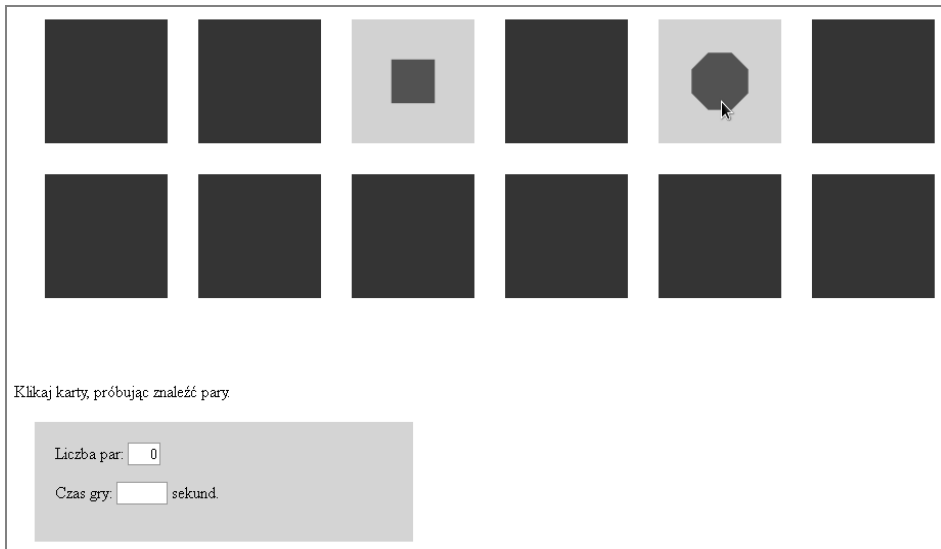 Klikaj karty, próbując znaleźć pary.
Liczba par: 0
Czas gry: sekund.